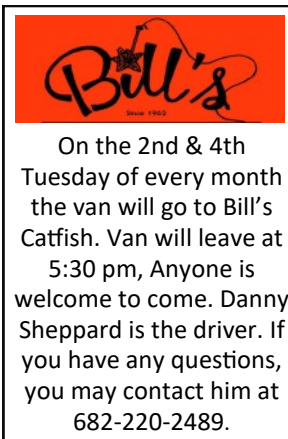 Bill's
Since 1962
On the 2nd & 4th
Tuesday of every month
the van will go to Bill’s
Catfish. Van will leave at
5:30 pm, Anyone is
welcome to come. Danny
Sheppard is the driver. If
you have any questions,
you may contact him at
682-220-2489.